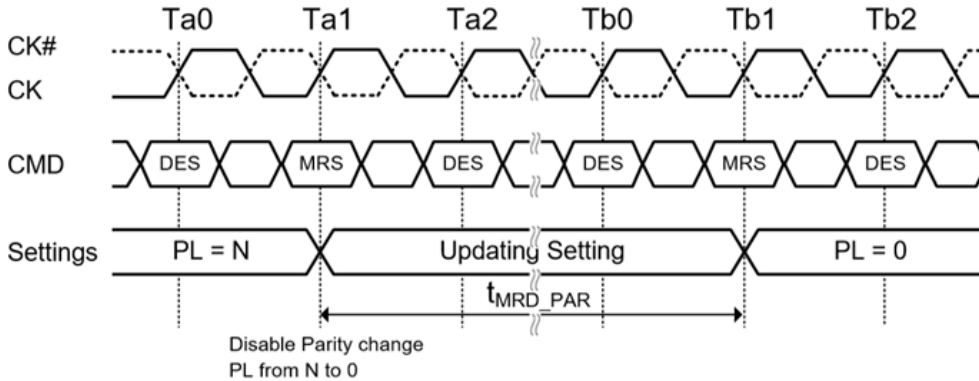 Ta0 Ta1 Ta2 Tb0 Tb1 Tb2
CK#
CK
CMD DES MRS DES DES MRS DES
Settings PL = N Updating Setting PL = 0
tMRD_PAR
Disable Parity change
PL from N to 0